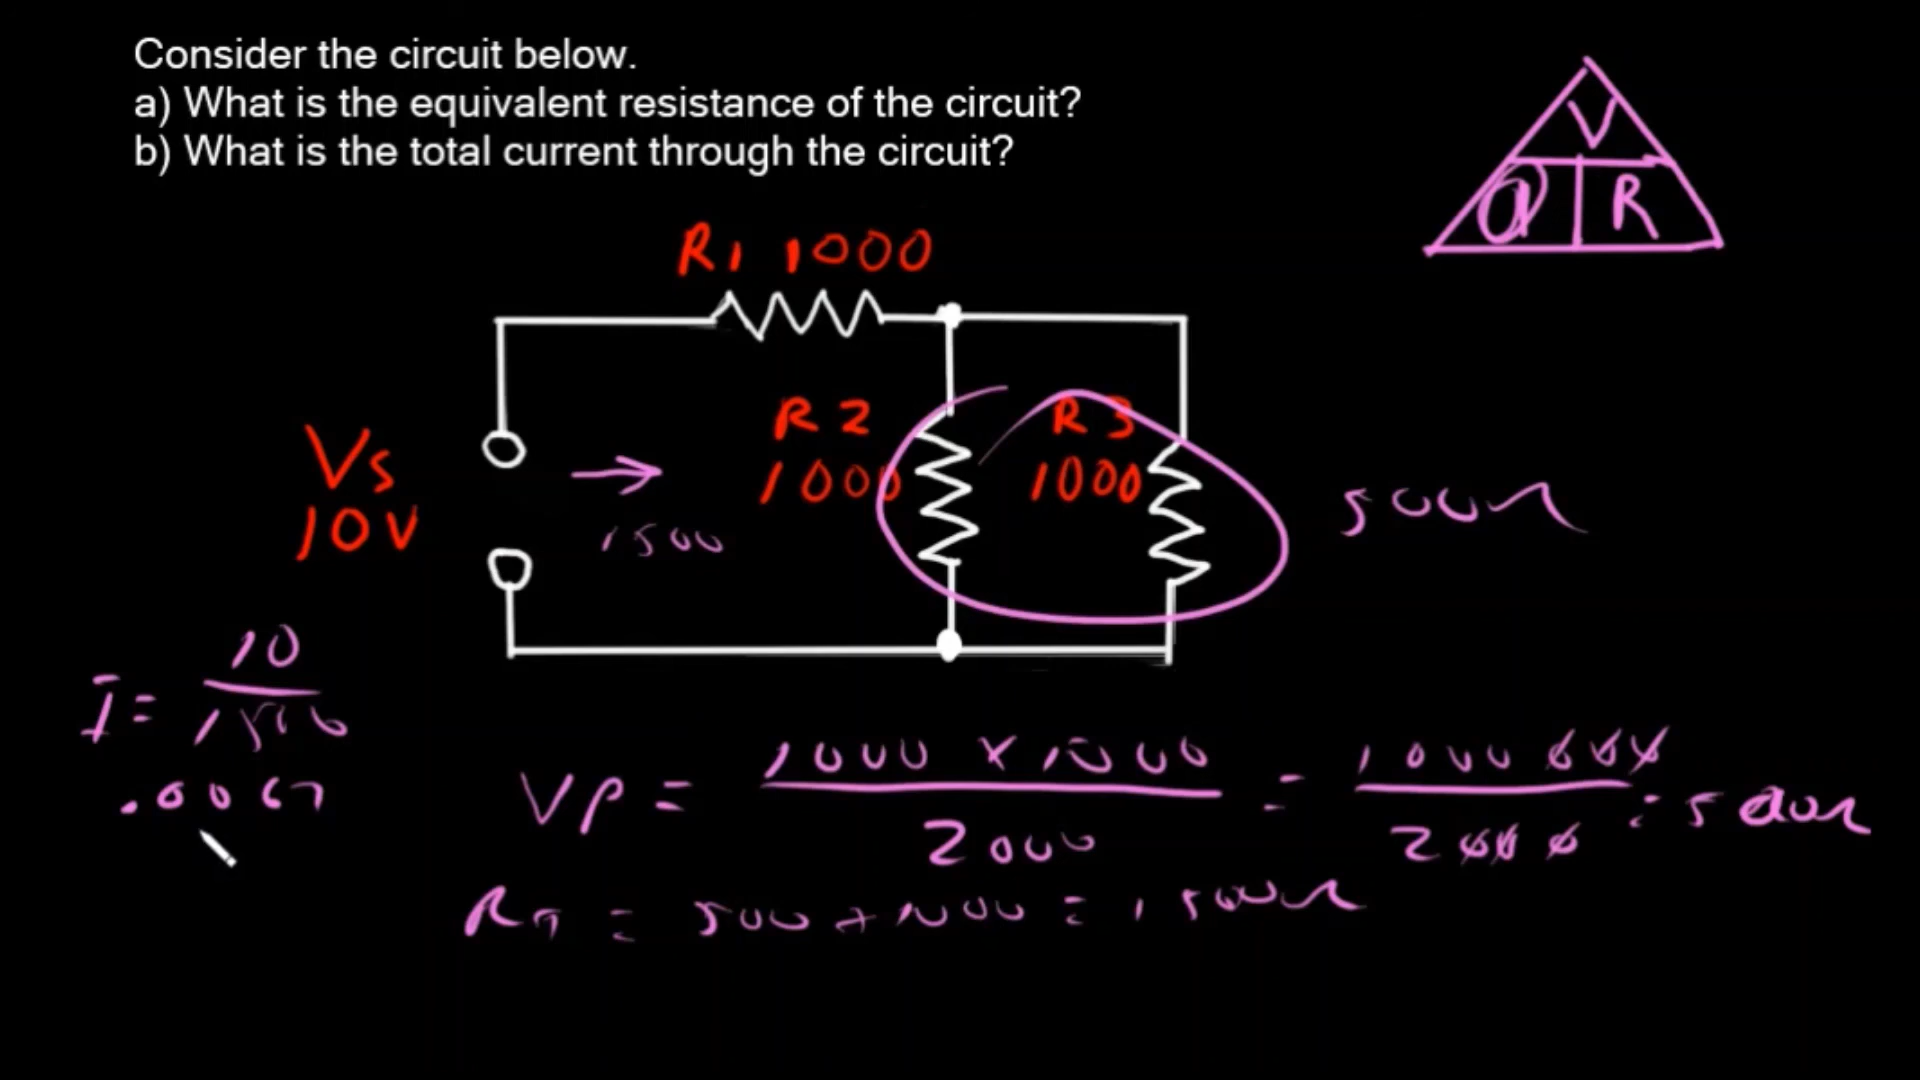 Consider the circuit below.
a) What is the equivalent resistance of the circuit?
b) What is the total current through the circuit?
V
I R
R1 1000
R2
1000
R3
1000
Vs
10V
1500
500Ω
I = 10 / 1500
.0067
VP = 1000 x 1000 / 2000 = 1000 000 / 2000 = 500Ω
RT = 500 + 1000 = 1500Ω